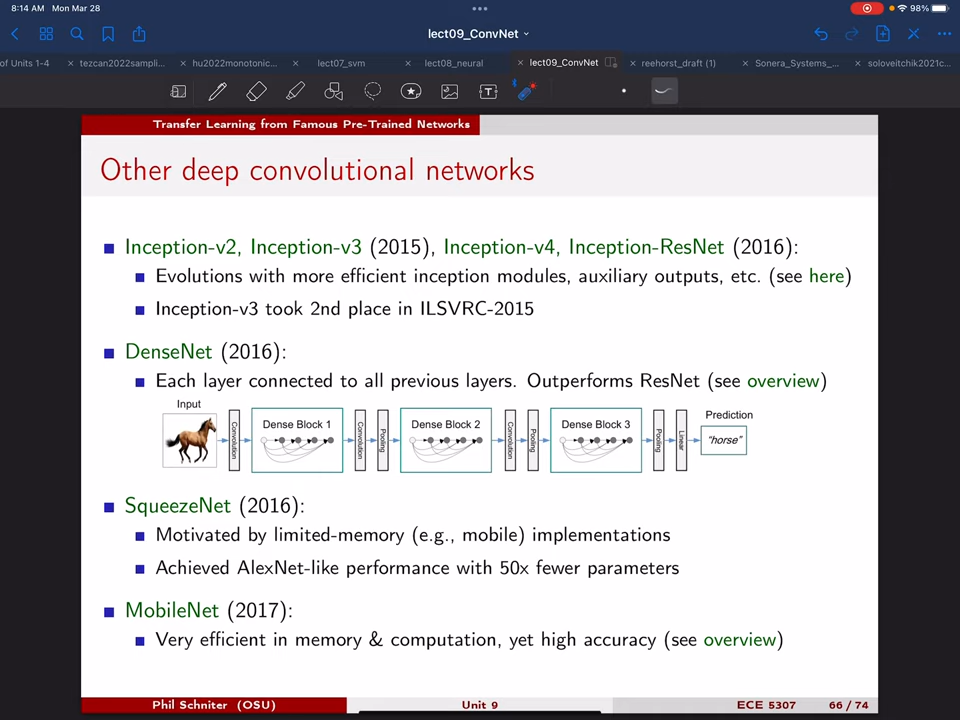 8:14 AM Mon Mar 28
98%
lect09_ConvNet
of Units 1-4
tezcan2022sampli...
hu2022monotonic...
lect07_svm
lect08_neural
lect09_ConvNet
reehorst_draft (1)
Sonera_Systems_...
soloveitchik2021c...
Transfer Learning from Famous Pre-Trained Networks
Other deep convolutional networks
Inception-v2, Inception-v3 (2015), Inception-v4, Inception-ResNet (2016):
Evolutions with more efficient inception modules, auxiliary outputs, etc. (see here)
Inception-v3 took 2nd place in ILSVRC-2015
DenseNet (2016):
Each layer connected to all previous layers. Outperforms ResNet (see overview)
Input
Convolution
Dense Block 1
Convolution
Pooling
Dense Block 2
Convolution
Pooling
Dense Block 3
Pooling
Linear
Prediction
"horse"
SqueezeNet (2016):
Motivated by limited-memory (e.g., mobile) implementations
Achieved AlexNet-like performance with 50x fewer parameters
MobileNet (2017):
Very efficient in memory & computation, yet high accuracy (see overview)
Phil Schniter (OSU)
Unit 9
ECE 5307
66 / 74